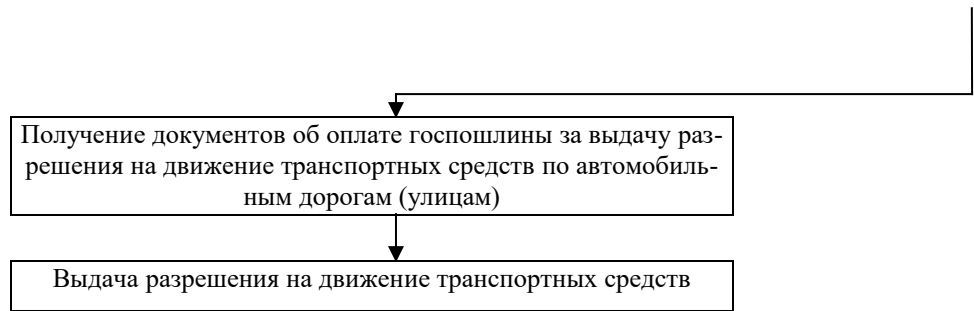 Получение документов об оплате госпошлины за выдачу раз-
решения на движение транспортных средств по автомобиль-
ным дорогам (улицам)
Выдача разрешения на движение транспортных средств